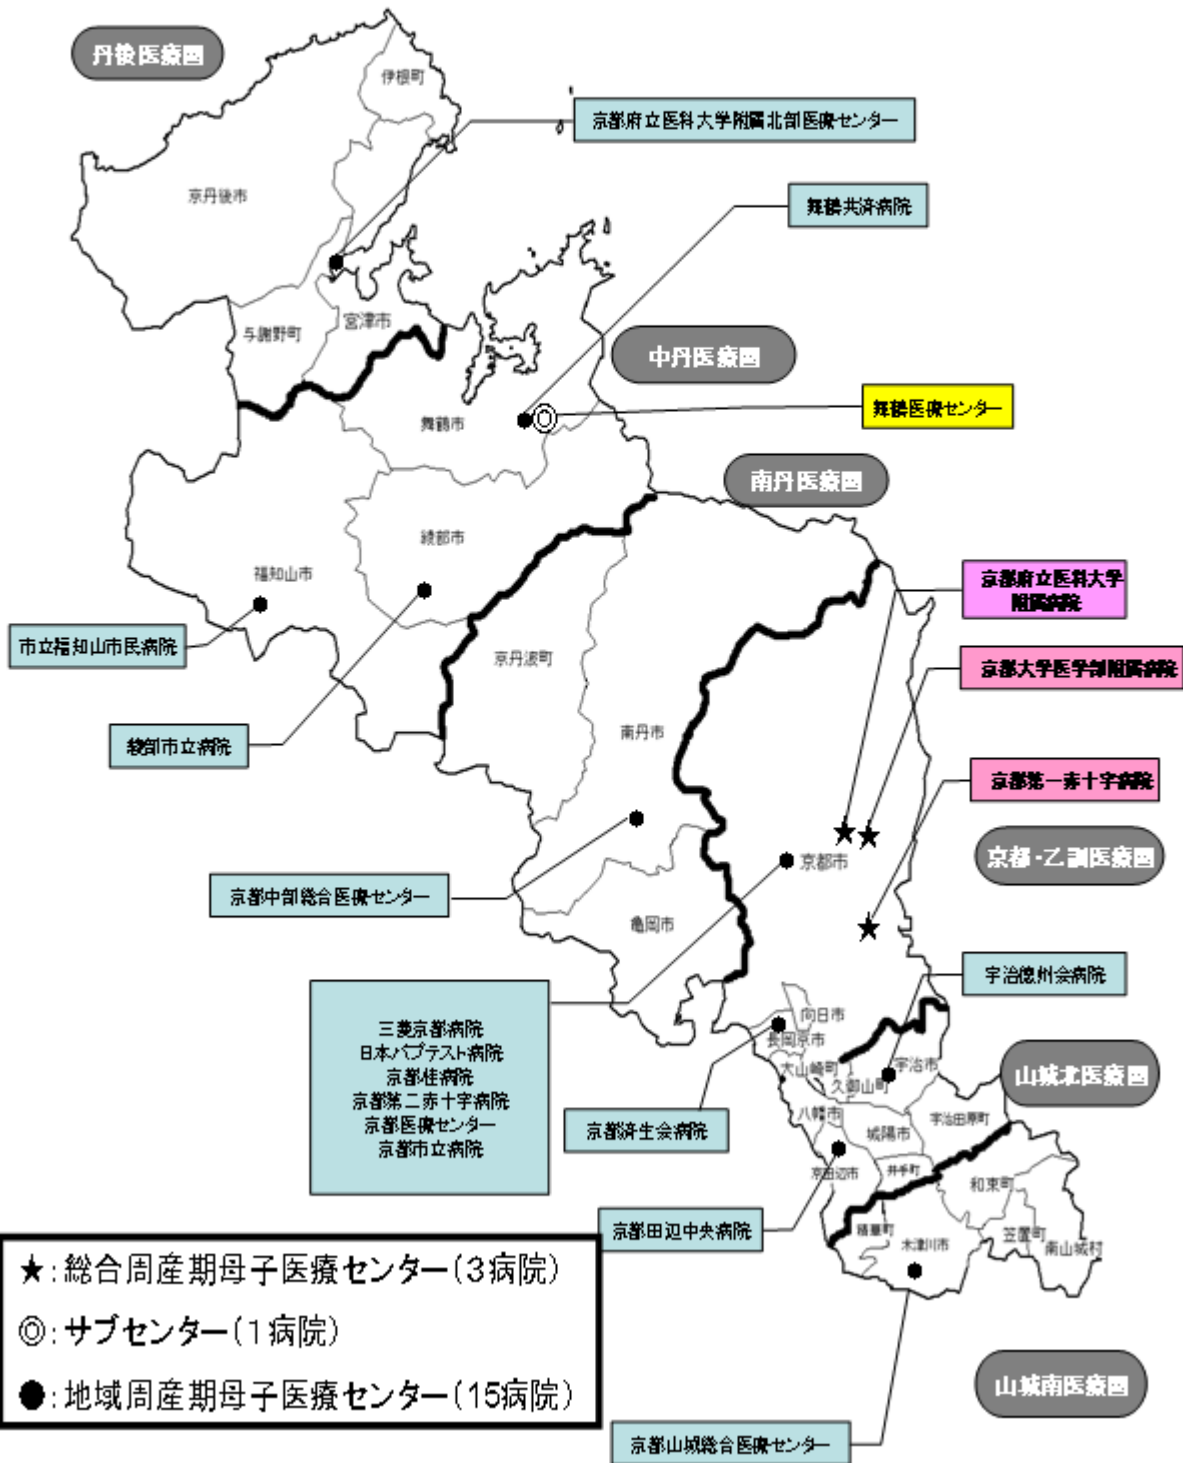 丹後医療圏
伊根町
京都府立医科大学附属北部医療センター
京丹後市
舞鶴共済病院
与謝野町
宮津市
中丹医療圏
舞鶴市
舞鶴医療センター
南丹医療圏
綾部市
福知山市
京都府立医科大学
附属病院
市立福知山市民病院
京丹波町
京都大学医学部附属病院
綾部市立病院
南丹市
京都第一赤十字病院
京都市
京都・乙訓医療圏
京都中部総合医療センター
亀岡市
宇治徳州会病院
三菱京都病院
日本バプテスト病院
京都桂病院
京都第二赤十字病院
京都医療センター
京都市立病院
向日市
長岡京市
大山崎町
久御山町
宇治市
山城北医療圏
八幡市
城陽市
宇治田原町
京都済生会病院
京田辺市
井手町
和束町
京都田辺中央病院
精華町
木津川市
笠置町
南山城村
★:総合周産期母子医療センター(3病院)
◎:サブセンター(1病院)
●:地域周産期母子医療センター(15病院)
山城南医療圏
京都山城総合医療センター